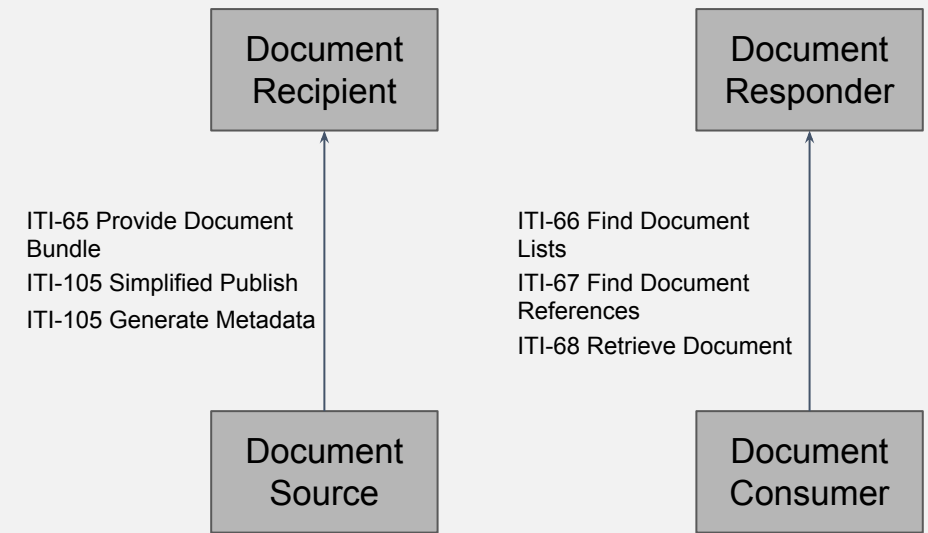 Document
Recipient
Document
Responder
ITI-65 Provide Document
Bundle
ITI-105 Simplified Publish
ITI-105 Generate Metadata
ITI-66 Find Document
Lists
ITI-67 Find Document
References
ITI-68 Retrieve Document
Document
Source
Document
Consumer